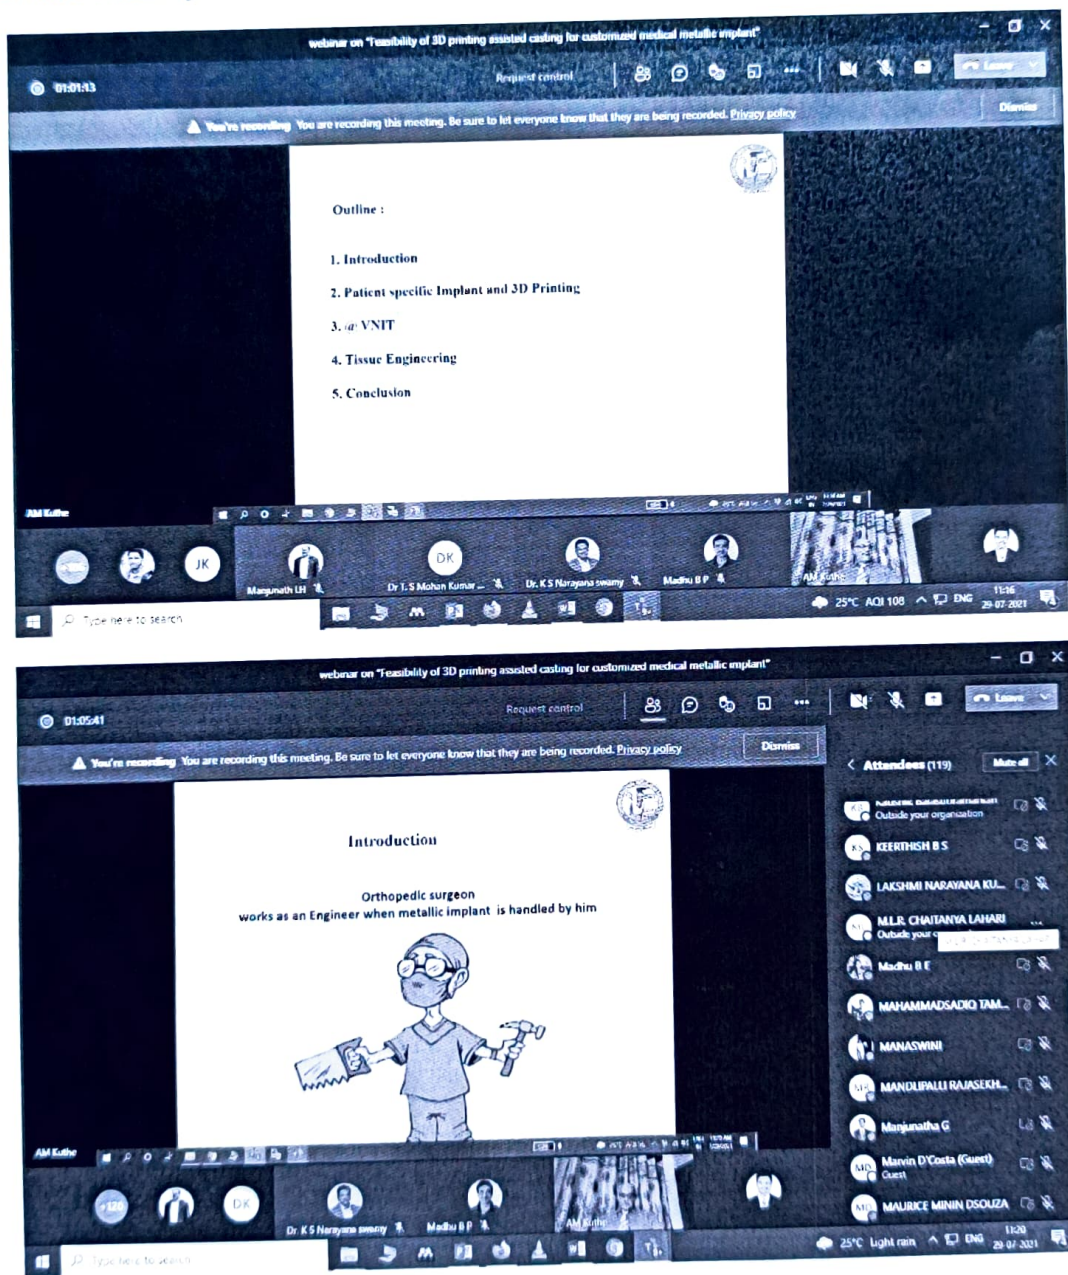 webinar on "Feasibility of 3D printing assisted casting for customized medical metallic implant"
01:01:13
Request control
Leave
You're recording You are recording this meeting. Be sure to let everyone know that they are being recorded. Privacy policy
Dismiss
Outline :
1. Introduction
2. Patient specific Implant and 3D Printing
3. @ VNIT
4. Tissue Engineering
5. Conclusion
AM Kuthe
JK
DK
Manjunath LH
Dr T. S Mohan Kumar ...
Dr. K S Narayana swamy
Madhu B P
AM Kuthe
Type here to search
25°C AQI 108
ENG
11:16
29-07-2021
webinar on "Feasibility of 3D printing assisted casting for customized medical metallic implant"
01:05:41
Request control
Leave
You're recording You are recording this meeting. Be sure to let everyone know that they are being recorded. Privacy policy
Dismiss
Attendees (119)
Mute all
Introduction
Orthopedic surgeon
works as an Engineer when metallic implant is handled by him
Outside your organization
KS
KEERTHISH B S
LAKSHMI NARAYANA KU...
M.L.R. CHAITANYA LAHARI
Outside your
Madhu B E
MAHAMMADSADIQ TAM...
MANASWINI
MANDLIPALLI RAJASEKH...
Manjunatha G
MD
Marvin D'Costa (Guest)
Guest
MAURICE MININ DSOUZA
AM Kuthe
+120
DK
Dr. K S Narayana swamy
Madhu B P
AM Kuthe
Type here to search
25°C Light rain
ENG
11:20
29-07-2021